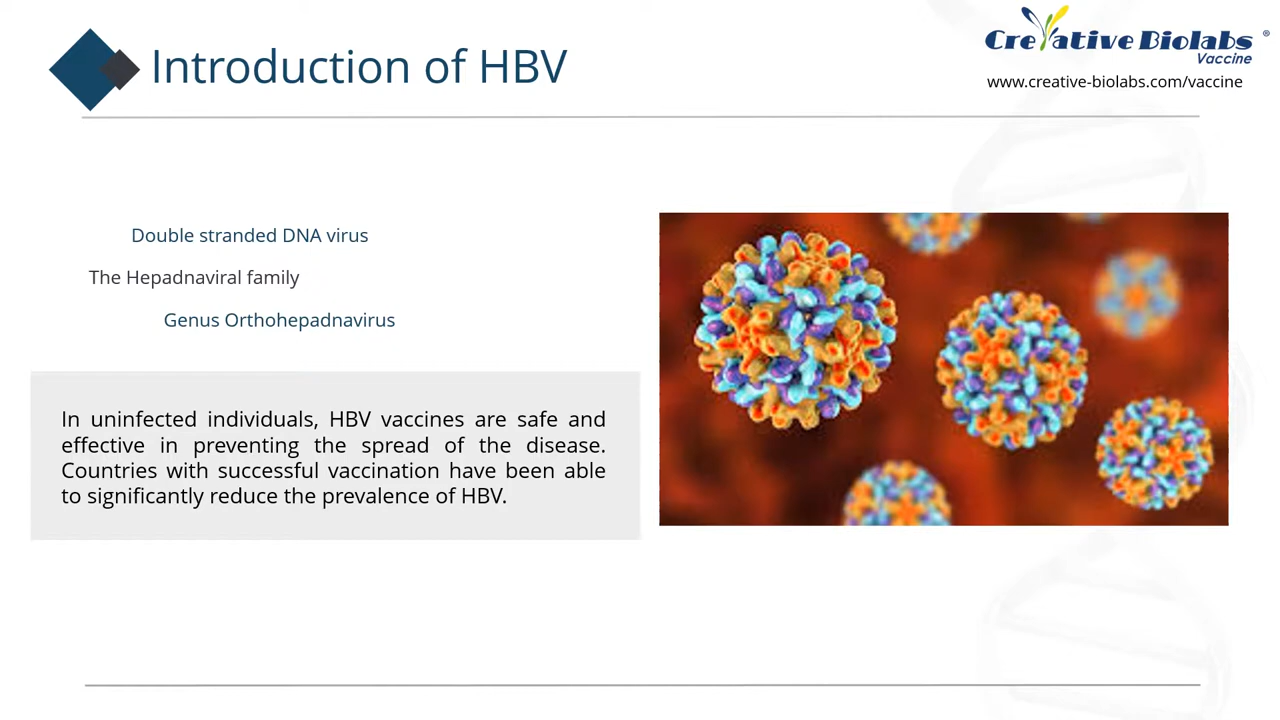 Introduction of HBV
Creative Biolabs ®
Vaccine
www.creative-biolabs.com/vaccine
Double stranded DNA virus
The Hepadnaviral family
Genus Orthohepadnavirus
In uninfected individuals, HBV vaccines are safe and
effective in preventing the spread of the disease.
Countries with successful vaccination have been able
to significantly reduce the prevalence of HBV.